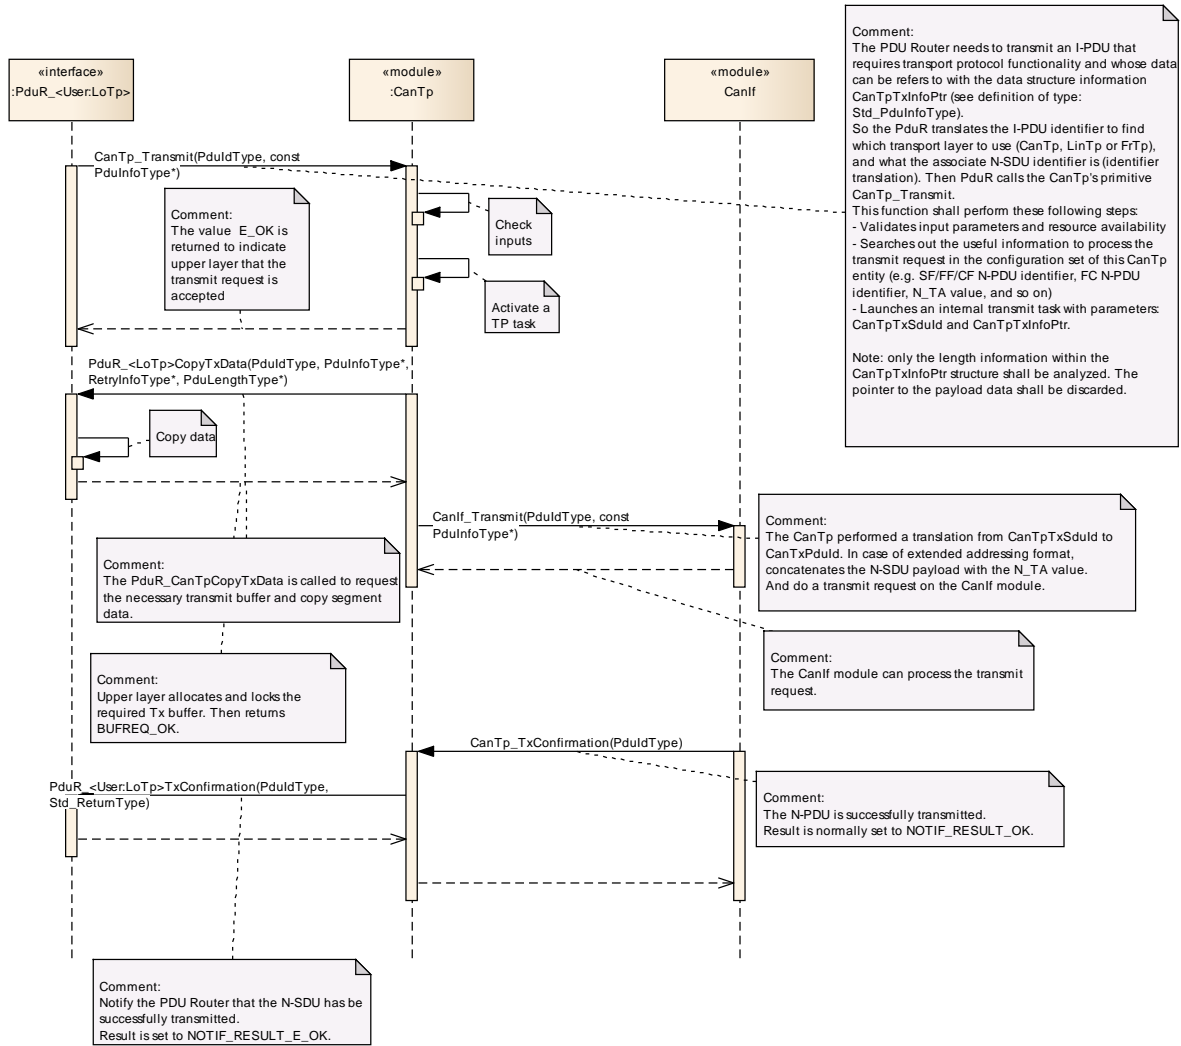 «interface»
:PduR_<User:LoTp>
«module»
:CanTp
«module»
CanIf
Comment:
The PDU Router needs to transmit an I-PDU that
requires transport protocol functionality and whose data
can be refers to with the data structure information
CanTpTxInfoPtr (see definition of type:
Std_PduInfoType).
So the PduR translates the I-PDU identifier to find
which transport layer to use (CanTp, LinTp or FrTp),
and what the associate N-SDU identifier is (identifier
translation). Then PduR calls the CanTp's primitive
CanTp_Transmit.
This function shall perform these following steps:
- Validates input parameters and resource availability
- Searches out the useful information to process the
transmit request in the configuration set of this CanTp
entity (e.g. SF/FF/CF N-PDU identifier, FC N-PDU
identifier, N_TA value, and so on)
- Launches an internal transmit task with parameters:
CanTpTxSduId and CanTpTxInfoPtr.
Note: only the length information within the
CanTpTxInfoPtr structure shall be analyzed. The
pointer to the payload data shall be discarded.
CanTp_Transmit(PduIdType, const
PduInfoType*)
Comment:
The value E_OK is
returned to indicate
upper layer that the
transmit request is
accepted
Check
inputs
Activate a
TP task
PduR_<LoTp>CopyTxData(PduIdType, PduInfoType*,
RetryInfoType*, PduLengthType*)
Copy data
CanIf_Transmit(PduIdType, const
PduInfoType*)
Comment:
The CanTp performed a translation from CanTpTxSduId to
CanTxPduId. In case of extended addressing format,
concatenates the N-SDU payload with the N_TA value.
And do a transmit request on the CanIf module.
Comment:
The PduR_CanTpCopyTxData is called to request
the necessary transmit buffer and copy segment
data.
Comment:
The CanIf module can process the transmit
request.
Comment:
Upper layer allocates and locks the
required Tx buffer. Then returns
BUFREQ_OK.
CanTp_TxConfirmation(PduIdType)
PduR_<User:LoTp>TxConfirmation(PduIdType,
Std_ReturnType)
Comment:
The N-PDU is successfully transmitted.
Result is normally set to NOTIF_RESULT_OK.
Comment:
Notify the PDU Router that the N-SDU has be
successfully transmitted.
Result is set to NOTIF_RESULT_E_OK.